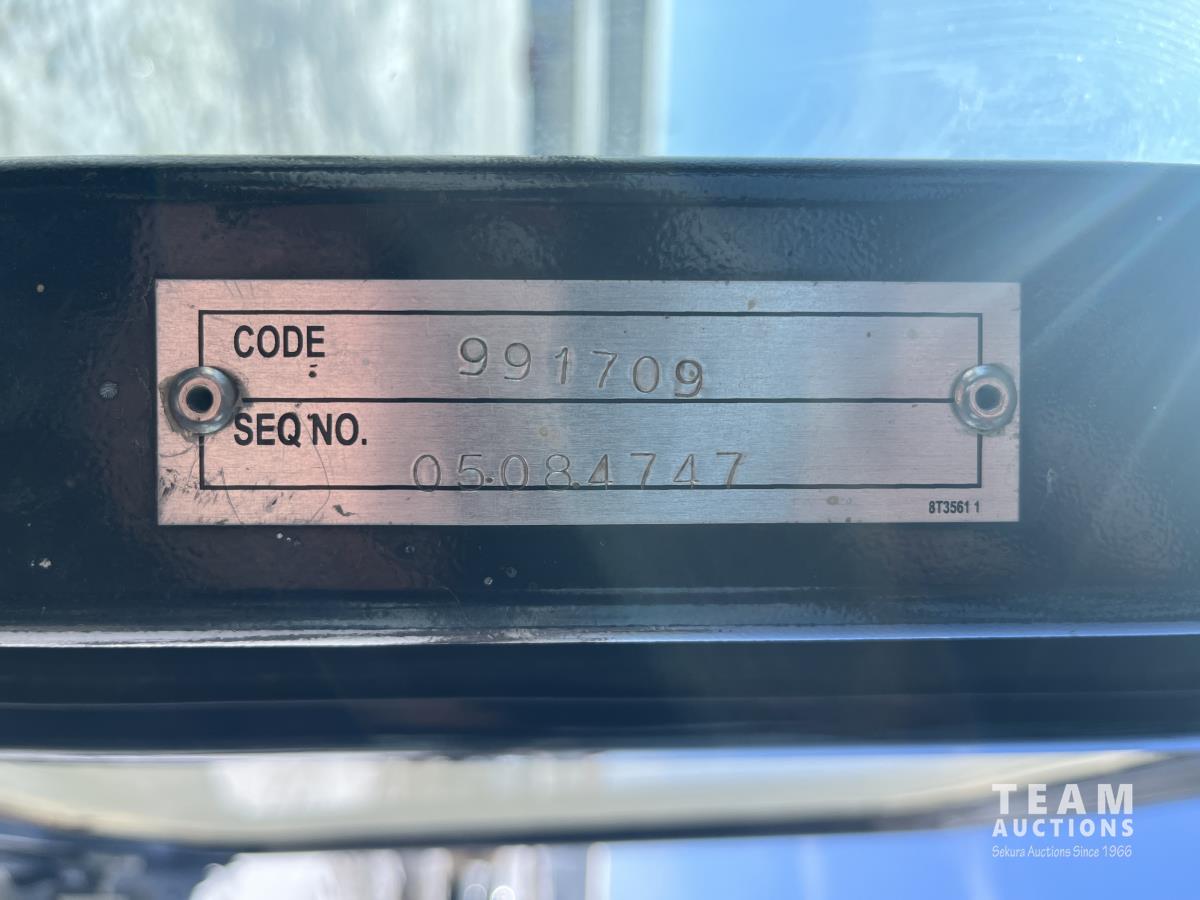 CODE 991709
SEQ NO. 05084747
8T3561 1
TEAM
AUCTIONS
Sekura Auctions Since 1966